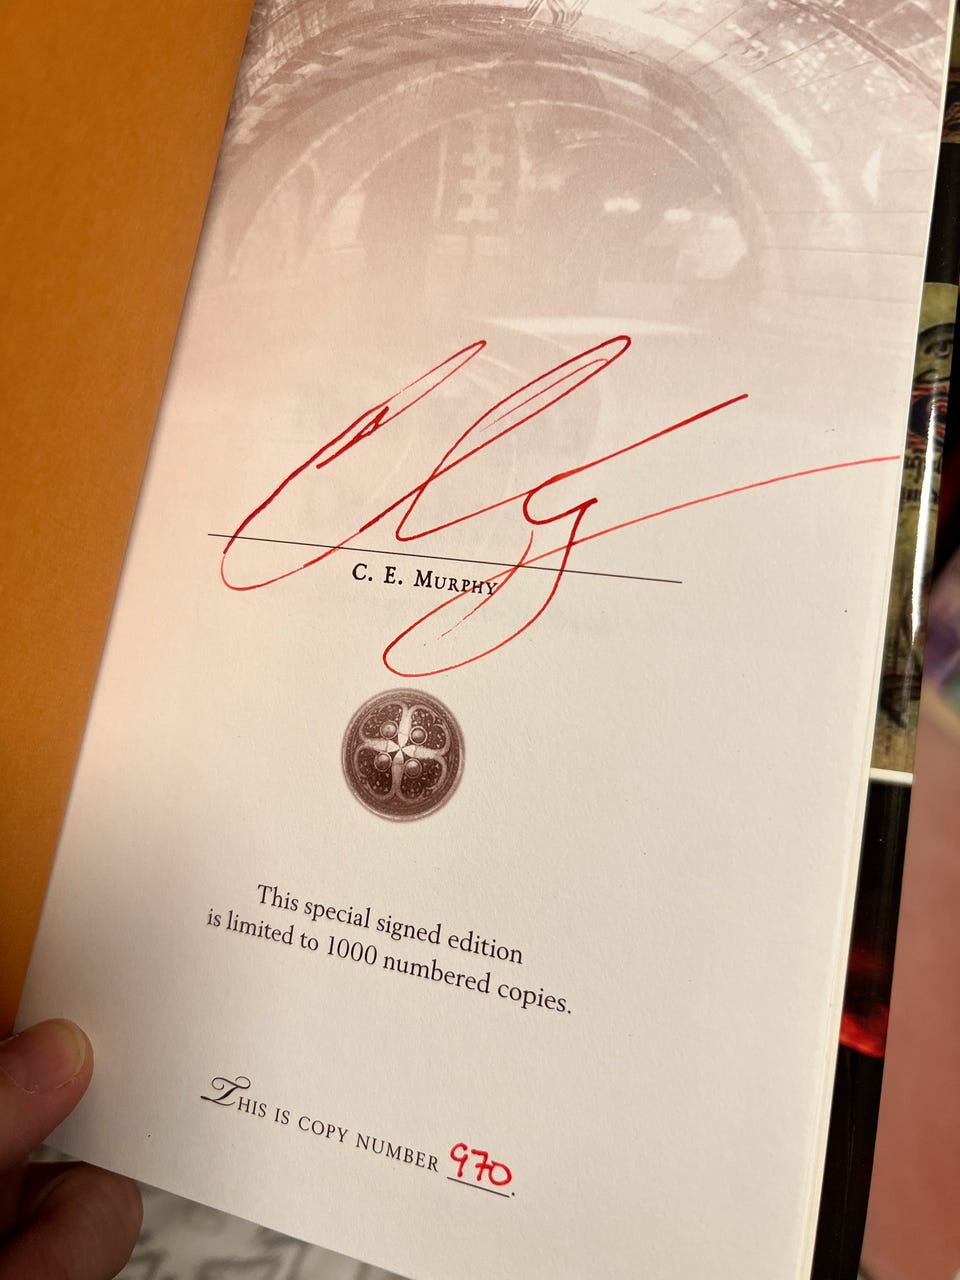 C. E. Murphy
This special signed edition
is limited to 1000 numbered copies.
This is copy number 970.